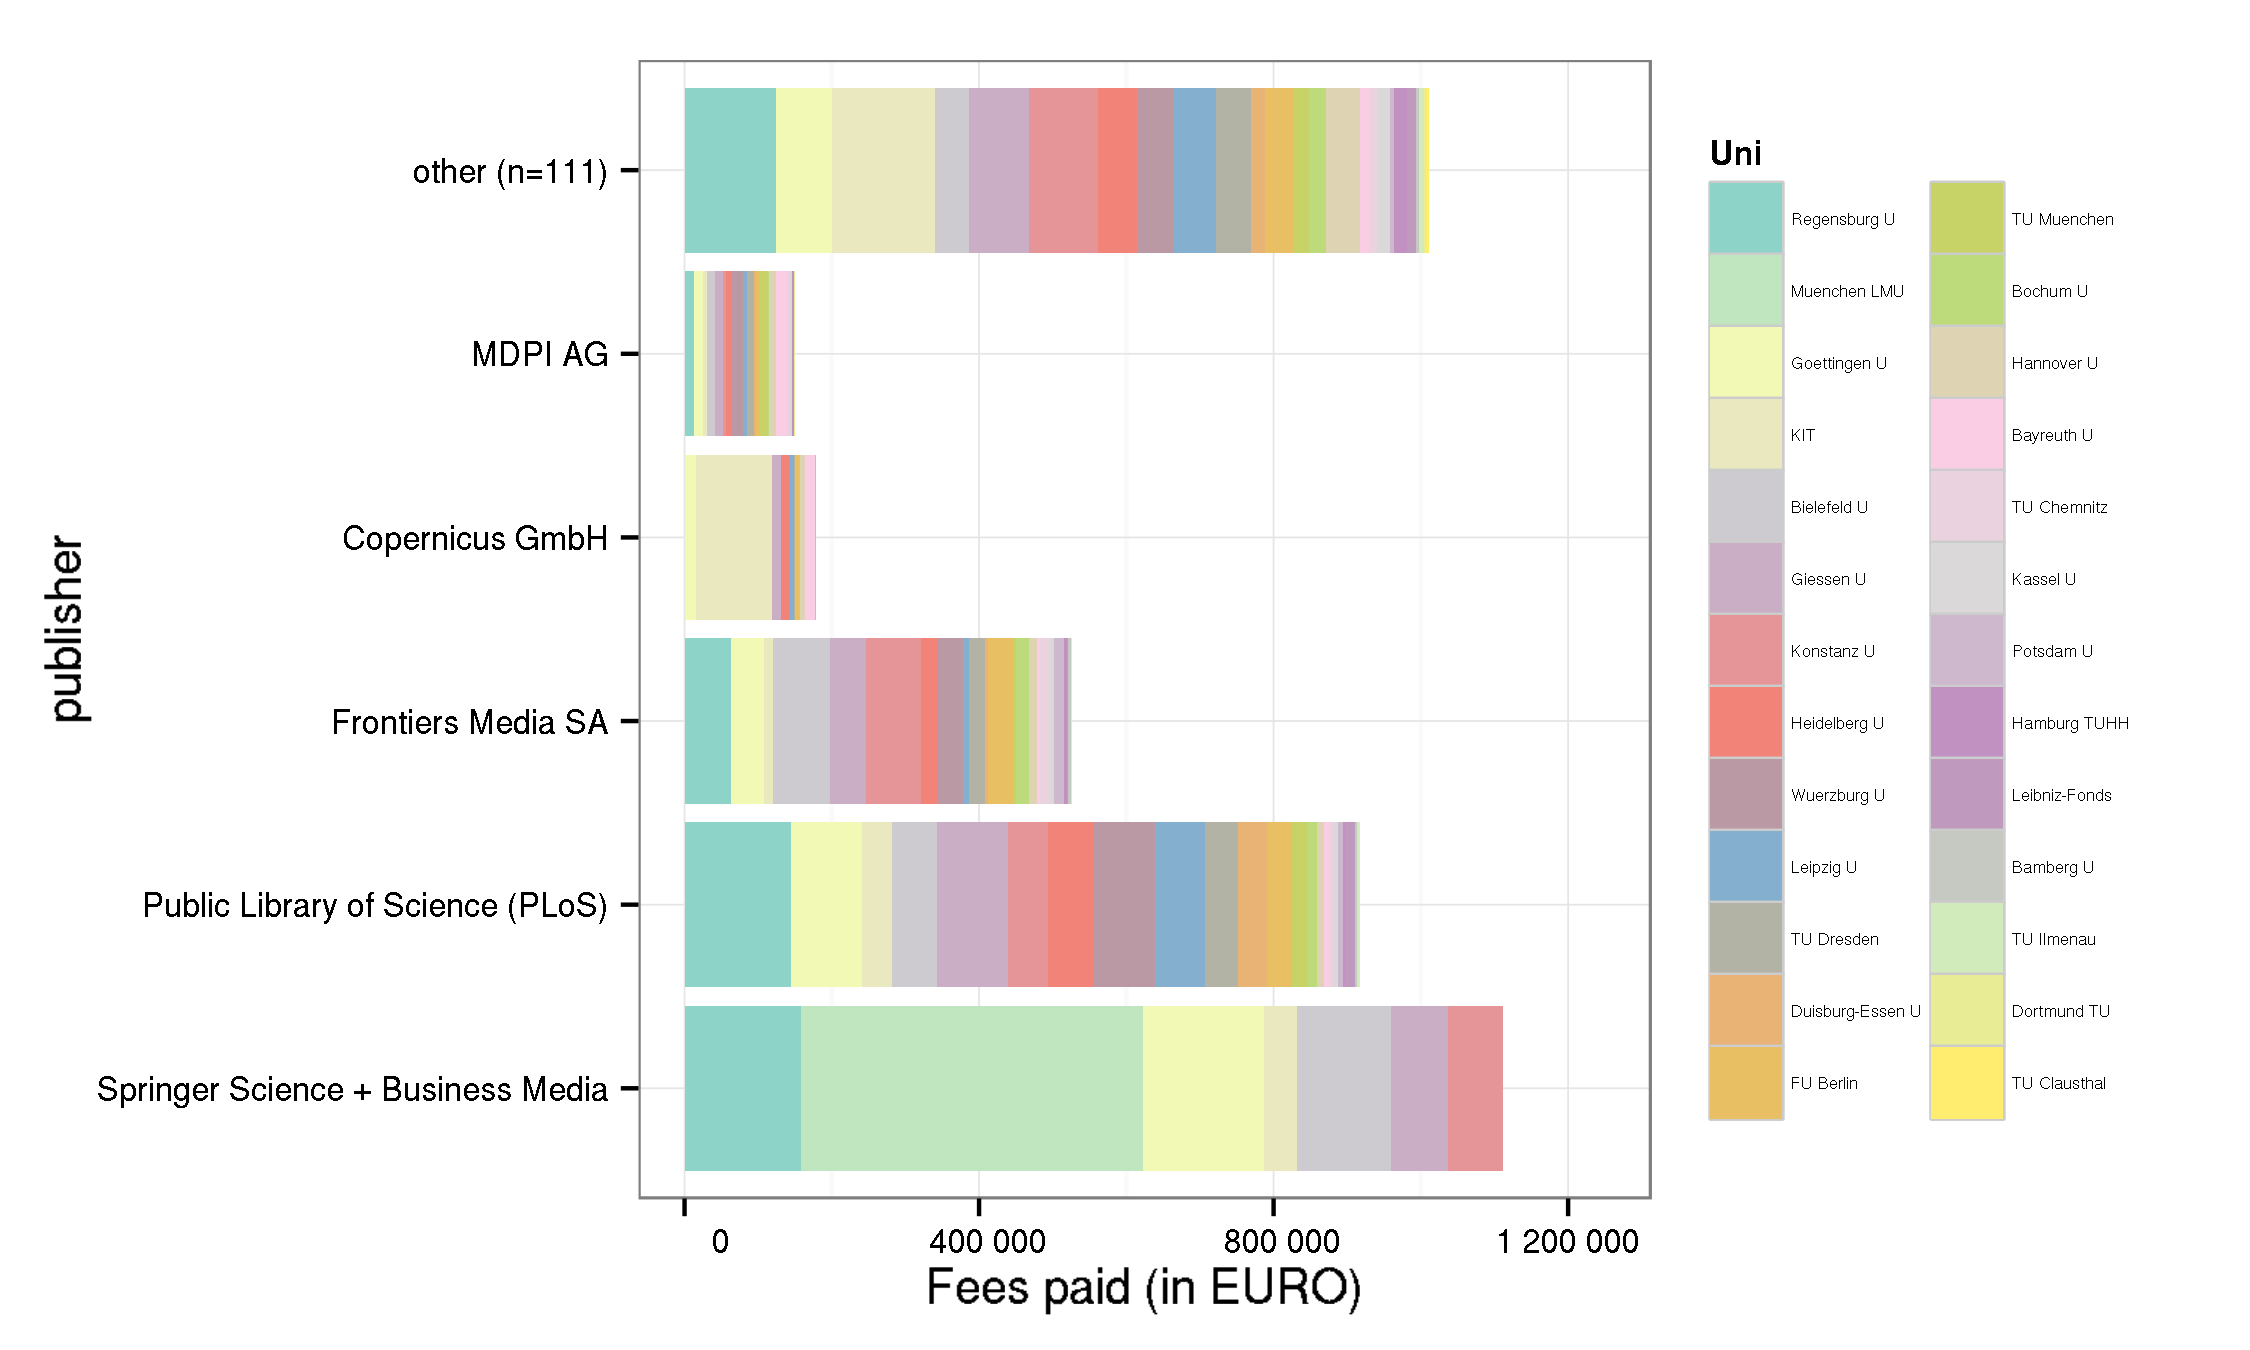 other (n=111)
MDPI AG
Copernicus GmbH
Frontiers Media SA
Public Library of Science (PLoS)
Springer Science + Business Media
publisher
0
400 000
800 000
1 200 000
Fees paid (in EURO)
Uni
Regensburg U
Muenchen LMU
Goettingen U
KIT
Bielefeld U
Giessen U
Konstanz U
Heidelberg U
Wuerzburg U
Leipzig U
TU Dresden
Duisburg-Essen U
FU Berlin
TU Muenchen
Bochum U
Hannover U
Bayreuth U
TU Chemnitz
Kassel U
Potsdam U
Hamburg TUHH
Leibniz-Fonds
Bamberg U
TU Ilmenau
Dortmund TU
TU Clausthal